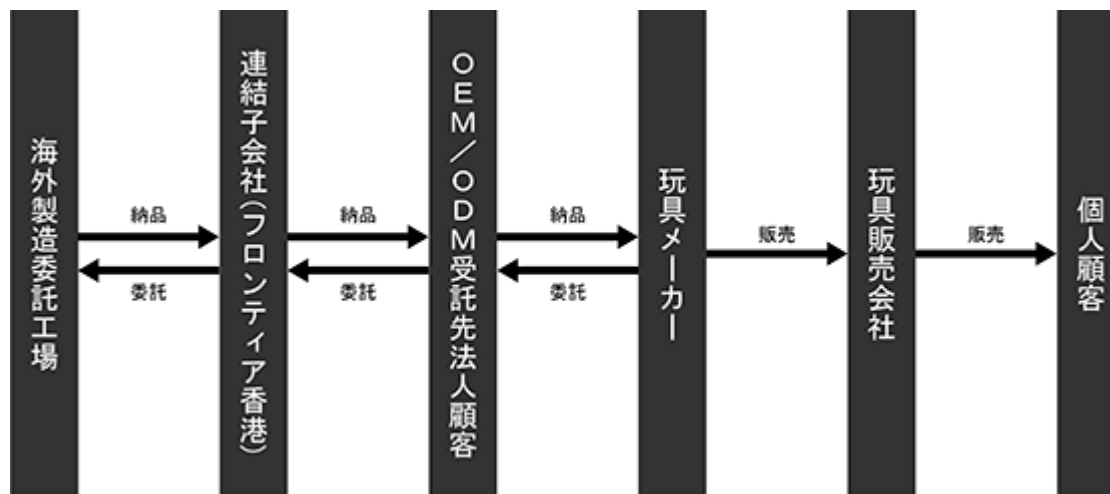 海外製造委託工場
納品
委託
連結子会社(フロンティア香港)
納品
委託
OEM/ODM受託先法人顧客
納品
委託
玩具メーカー
販売
玩具販売会社
販売
個人顧客